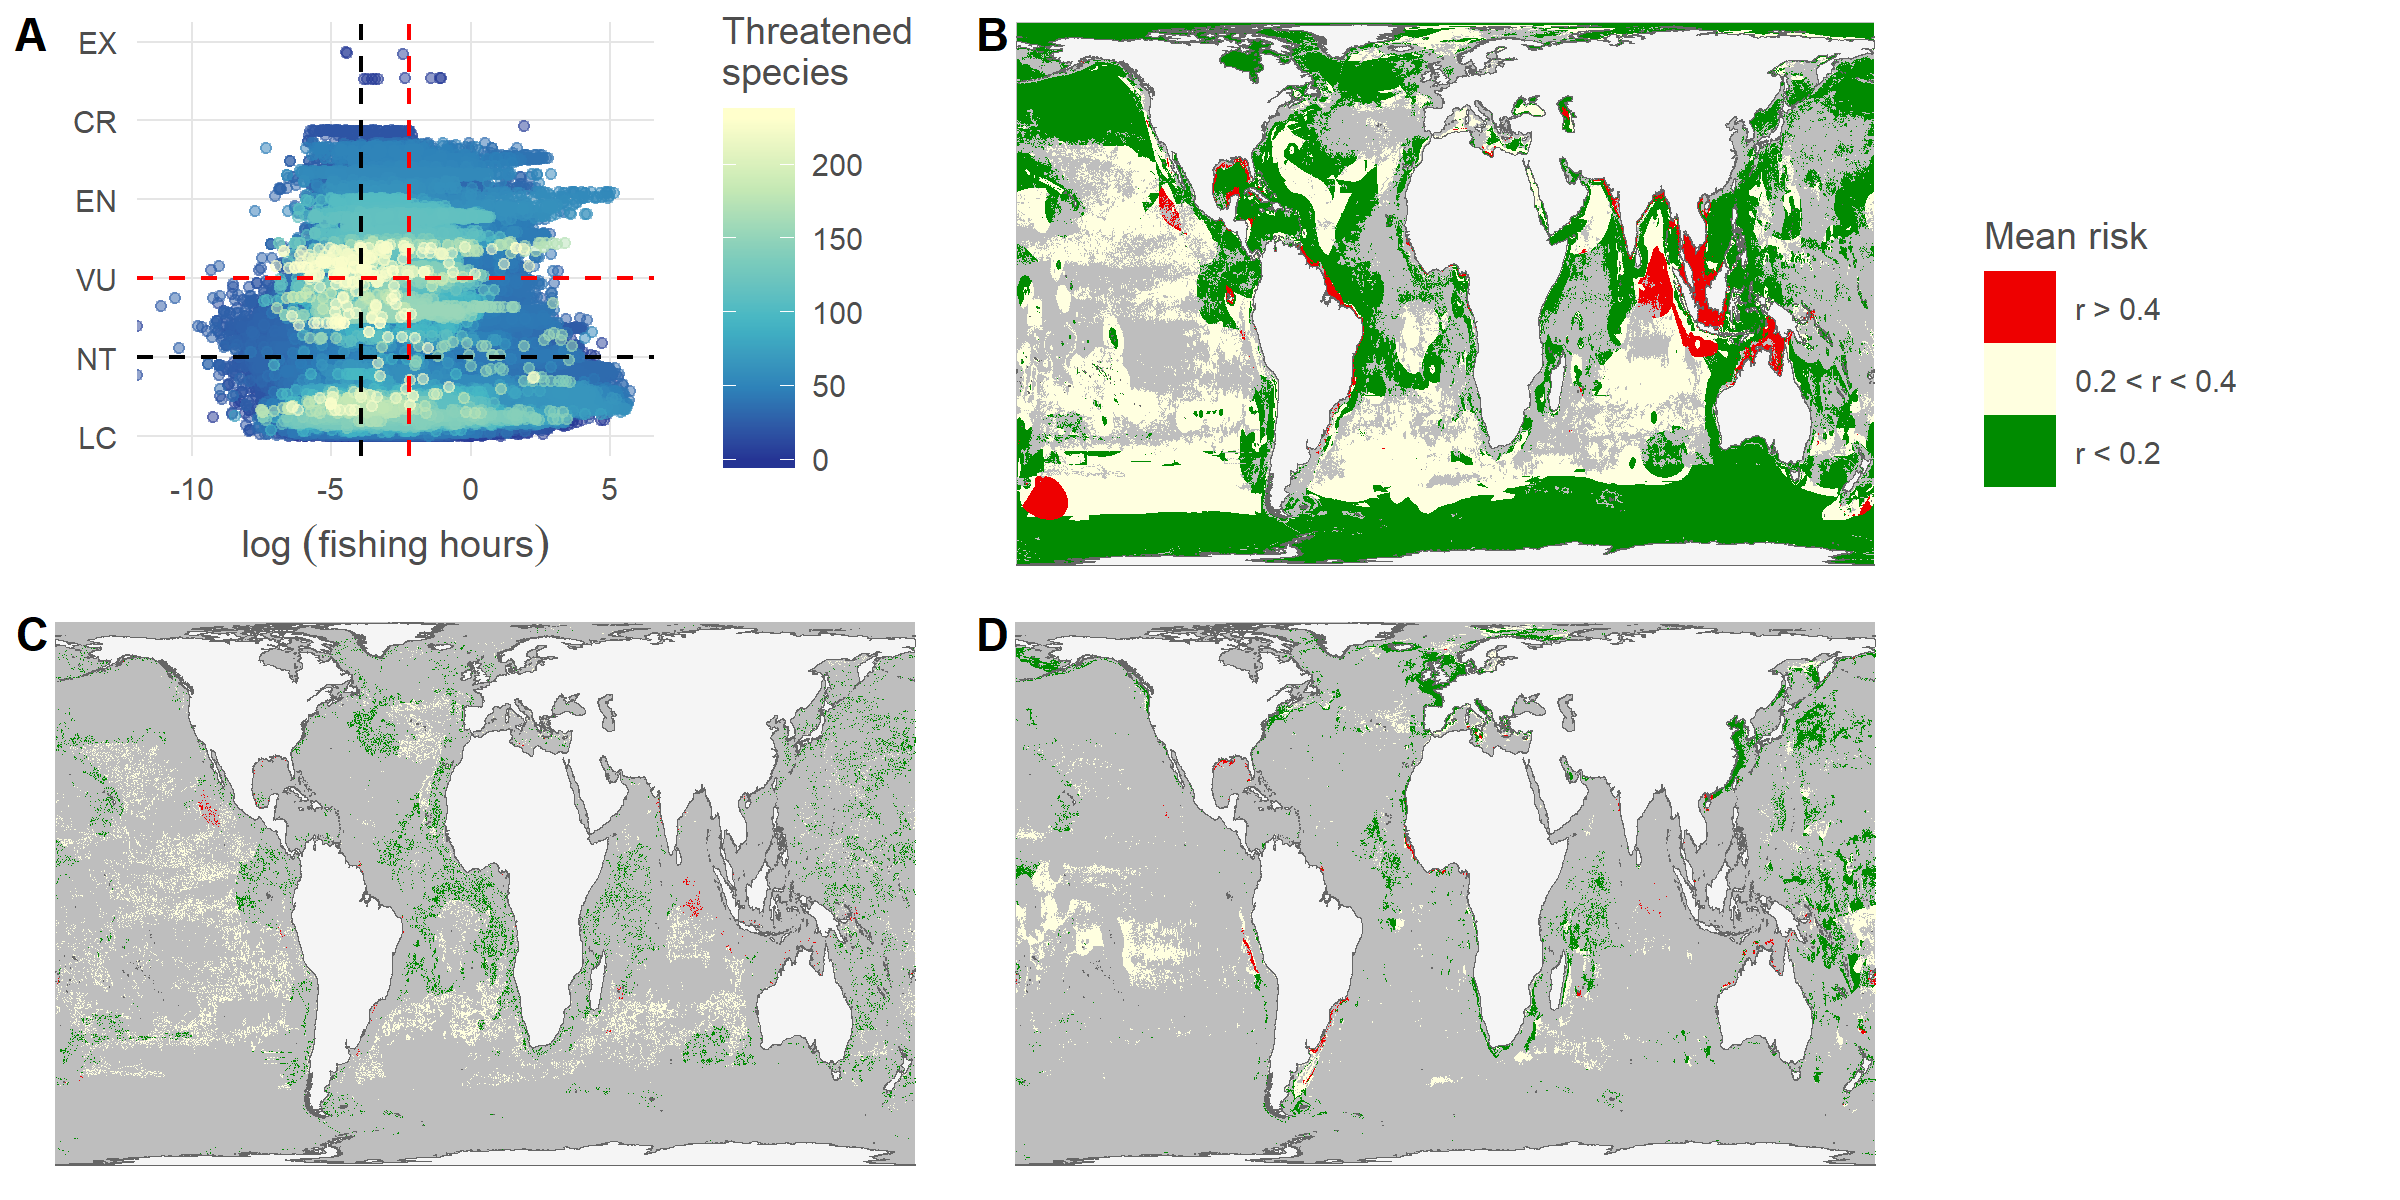 A
EX
CR
EN
VU
NT
LC
-10 -5 0 5
log (fishing hours)
Threatened
species
200
150
100
50
0
B
Mean risk
r > 0.4
0.2 < r < 0.4
r < 0.2
C
D